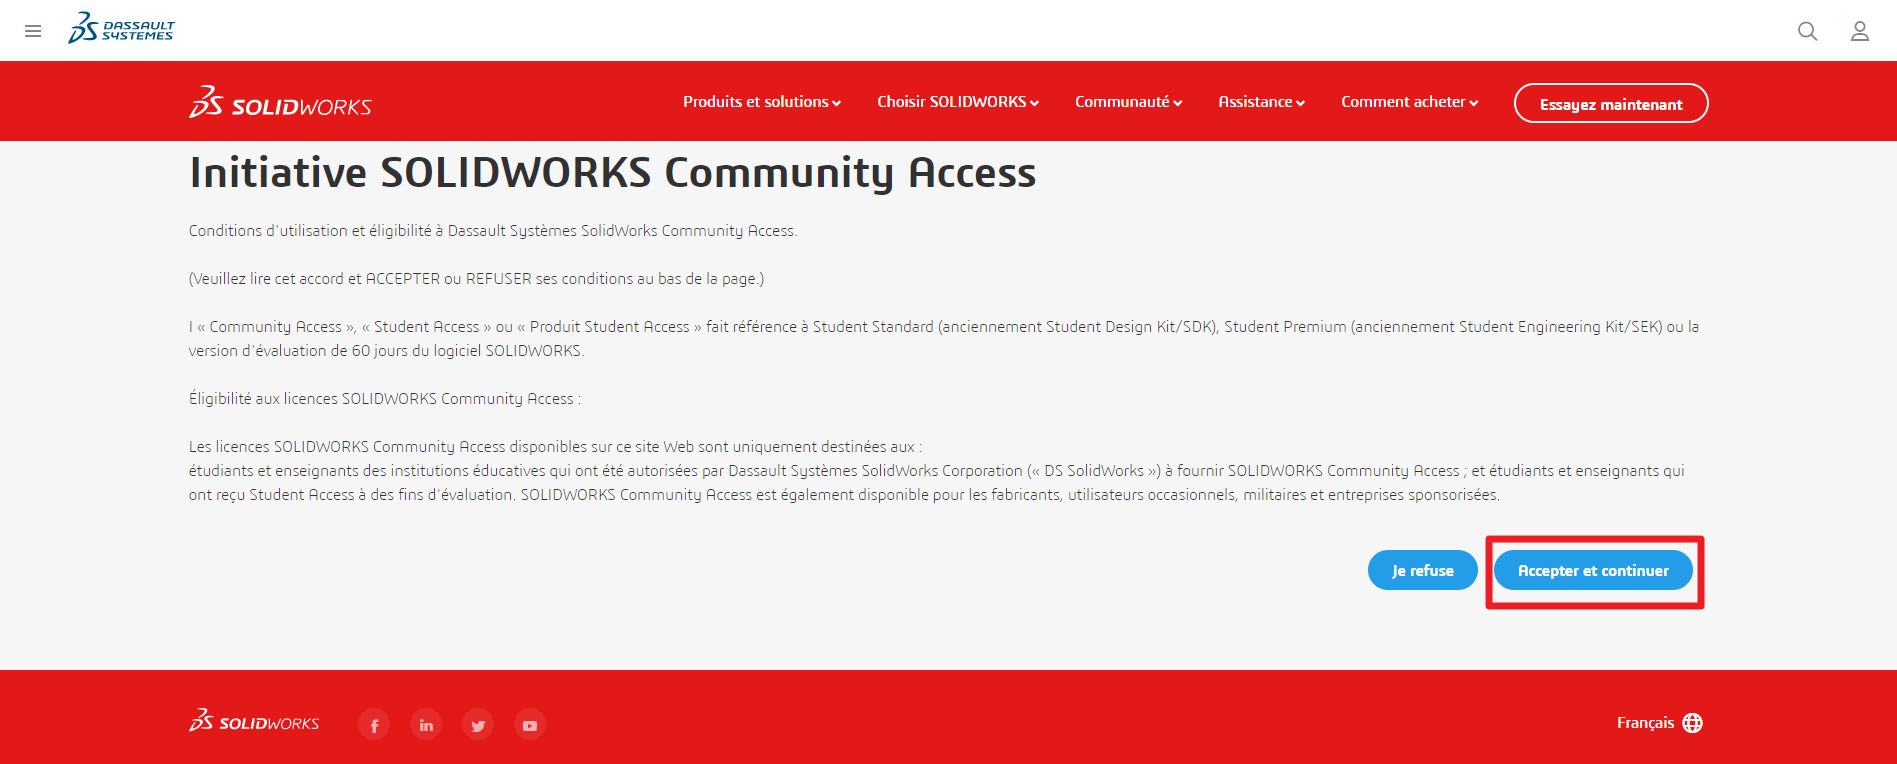 DASSAULT
SYSTEMES
SOLIDWORKS
Produits et solutions
Choisir SOLIDWORKS
Communauté
Assistance
Comment acheter
Essayez maintenant
Initiative SOLIDWORKS Community Access
Conditions d'utilisation et éligibilité à Dassault Systèmes SolidWorks Community Access.
(Veuillez lire cet accord et ACCEPTER ou REFUSER ses conditions au bas de la page.)
l « Community Access », « Student Access » ou « Produit Student Access » fait référence à Student Standard (anciennement Student Design Kit/SDK), Student Premium (anciennement Student Engineering Kit/SEK) ou la
version d'évaluation de 60 jours du logiciel SOLIDWORKS.
Éligibilité aux licences SOLIDWORKS Community Access :
Les licences SOLIDWORKS Community Access disponibles sur ce site Web sont uniquement destinées aux :
étudiants et enseignants des institutions éducatives qui ont été autorisées par Dassault Systèmes SolidWorks Corporation (« DS SolidWorks ») à fournir SOLIDWORKS Community Access ; et étudiants et enseignants qui
ont reçu Student Access à des fins d'évaluation. SOLIDWORKS Community Access est également disponible pour les fabricants, utilisateurs occasionnels, militaires et entreprises sponsorisées.
Je refuse
Accepter et continuer
SOLIDWORKS
Français